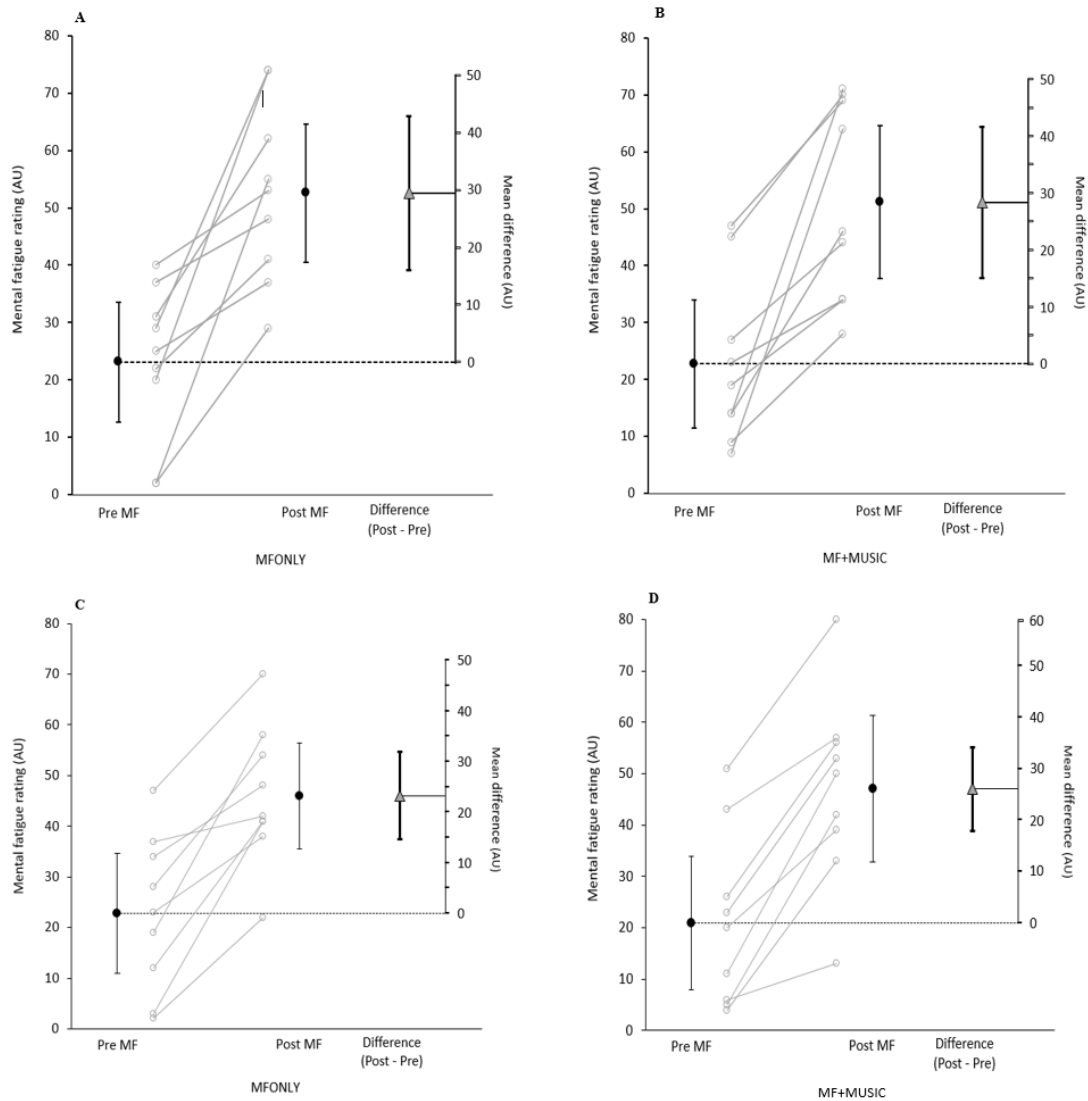 A
80
70
60
50
40
30
20
10
0
Mental fatigue rating (AU)
50
40
30
20
10
0
Mean difference (AU)
Pre MF
Post MF
Difference
(Post - Pre)
MFONLY
B
80
70
60
50
40
30
20
10
0
Mental fatigue rating (AU)
50
40
30
20
10
0
Mean difference (AU)
Pre MF
Post MF
Difference
(Post - Pre)
MF+MUSIC
C
80
70
60
50
40
30
20
10
0
Mental fatigue rating (AU)
50
40
30
20
10
0
Mean difference (AU)
Pre MF
Post MF
Difference
(Post - Pre)
MFONLY
D
80
70
60
50
40
30
20
10
0
Mental fatigue rating (AU)
60
50
40
30
20
10
0
Mean difference (AU)
Pre MF
Post MF
Difference
(Post - Pre)
MF+MUSIC